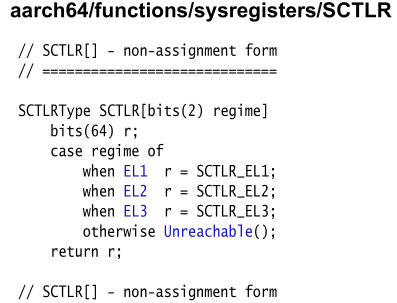 aarch64/functions/sysregisters/SCTLR
// SCTLR[] - non-assignment form
// =============================
SCTLRType SCTLR[bits(2) regime]
bits(64) r;
case regime of
when EL1 r = SCTLR_EL1;
when EL2 r = SCTLR_EL2;
when EL3 r = SCTLR_EL3;
otherwise Unreachable();
return r;
// SCTLR[] - non-assignment form